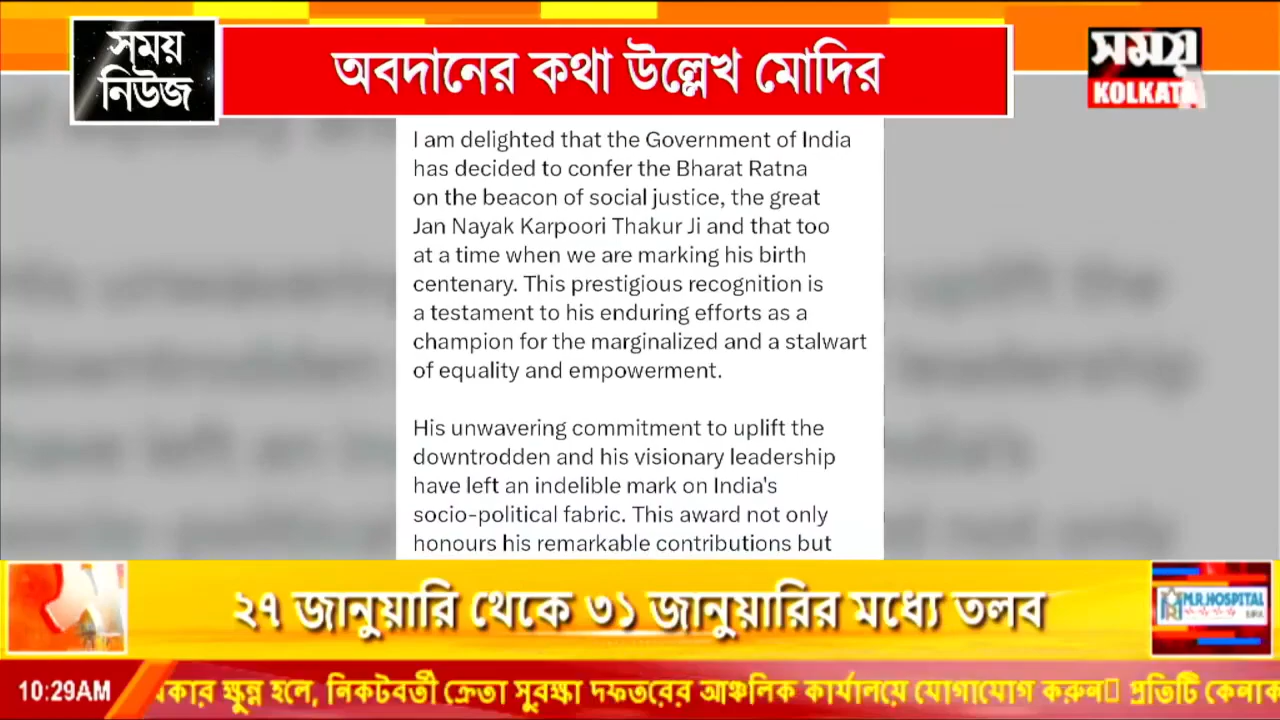 সময়
নিউজ
অবদানের কথা উল্লেখ মোদির
সময়
KOLKATA
I am delighted that the Government of India
has decided to confer the Bharat Ratna
on the beacon of social justice, the great
Jan Nayak Karpoori Thakur Ji and that too
at a time when we are marking his birth
centenary. This prestigious recognition is
a testament to his enduring efforts as a
champion for the marginalized and a stalwart
of equality and empowerment.
His unwavering commitment to uplift the
downtrodden and his visionary leadership
have left an indelible mark on India's
socio-political fabric. This award not only
honours his remarkable contributions but
২৭ জানুয়ারি থেকে ৩১ জানুয়ারির মধ্যে তলব
M.R.HOSPITAL
10:29AM
ধিকার ক্ষুন্ন হলে, নিকটবর্তী ক্রেতা সুরক্ষা দফতরের আঞ্চলিক কার্যালয়ে যোগাযোগ করুন প্রতিটি কেনাক